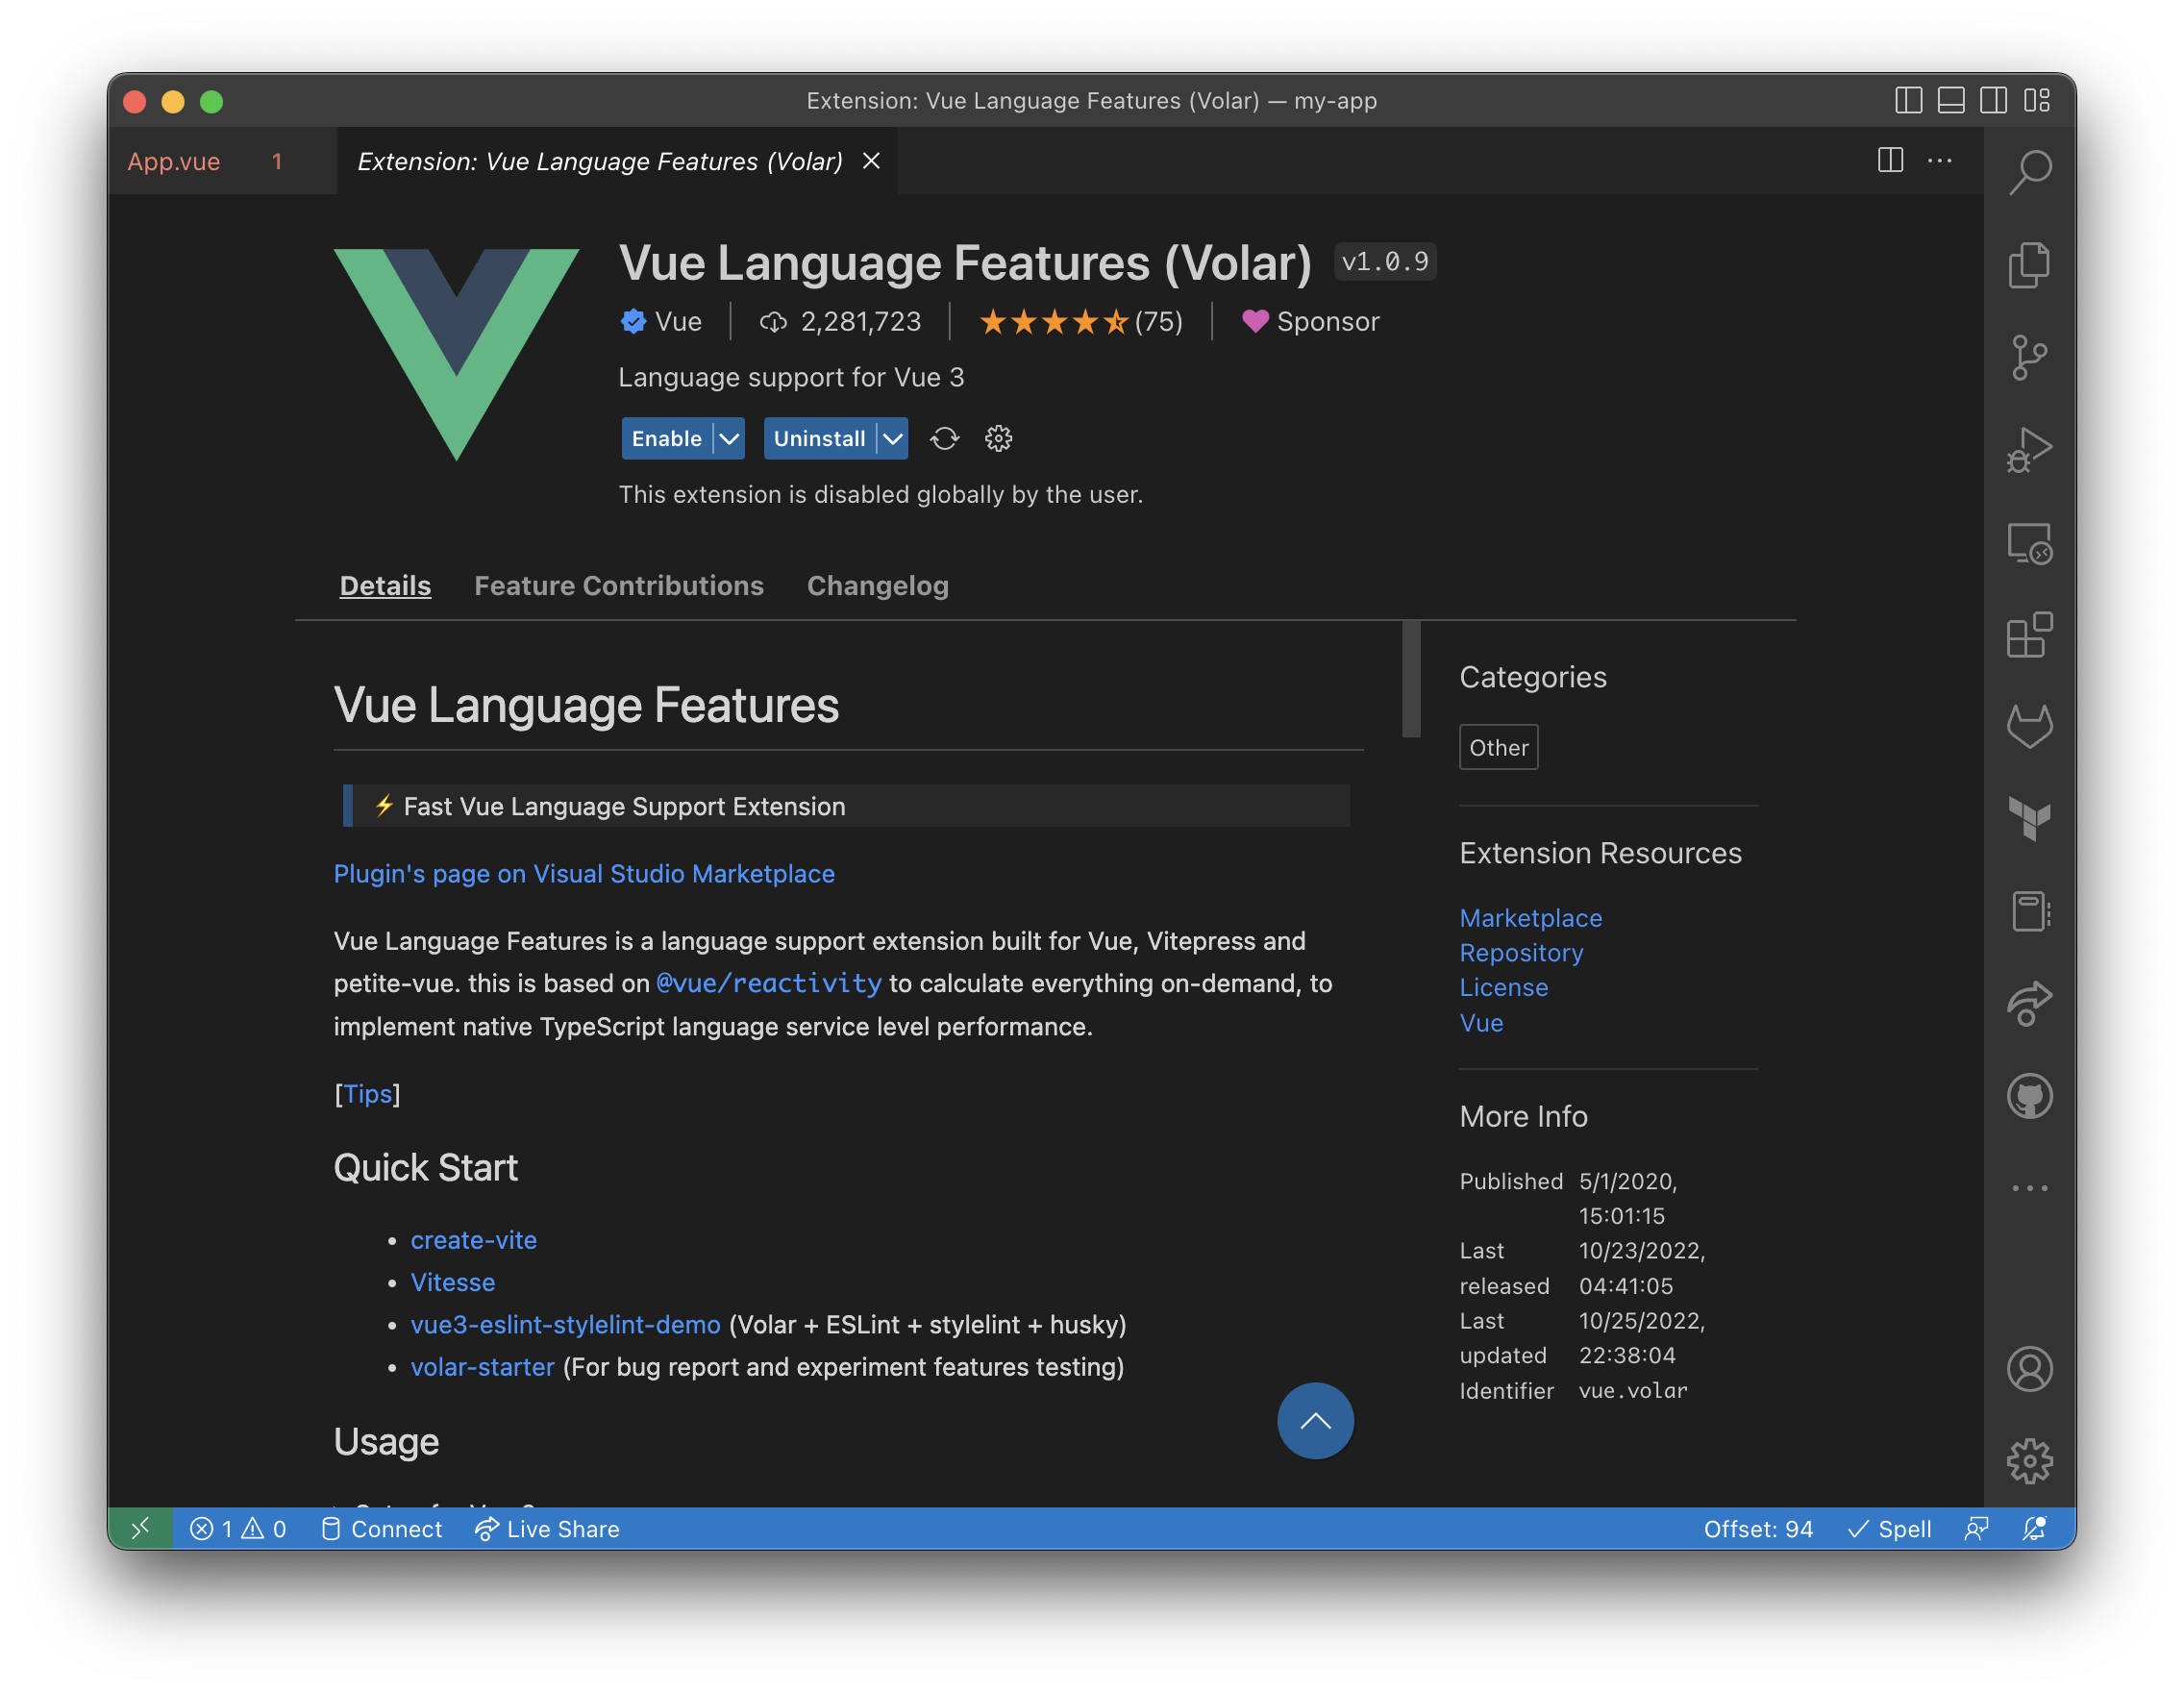 Extension: Vue Language Features (Volar) — my-app
App.vue 1
Extension: Vue Language Features (Volar)
Vue Language Features (Volar) v1.0.9
Vue 2,281,723 (75) Sponsor
Language support for Vue 3
Enable Uninstall
This extension is disabled globally by the user.
Details Feature Contributions Changelog
Vue Language Features
⚡ Fast Vue Language Support Extension
Plugin's page on Visual Studio Marketplace
Vue Language Features is a language support extension built for Vue, Vitepress and
petite-vue. this is based on @vue/reactivity to calculate everything on-demand, to
implement native TypeScript language service level performance.
[Tips]
Quick Start
• create-vite
• Vitesse
• vue3-eslint-stylelint-demo (Volar + ESLint + stylelint + husky)
• volar-starter (For bug report and experiment features testing)
Usage
Categories
Other
Extension Resources
Marketplace
Repository
License
Vue
More Info
Published 5/1/2020,
15:01:15
Last 10/23/2022,
released 04:41:05
Last 10/25/2022,
updated 22:38:04
Identifier vue.volar
1 0 Connect Live Share Offset: 94 Spell